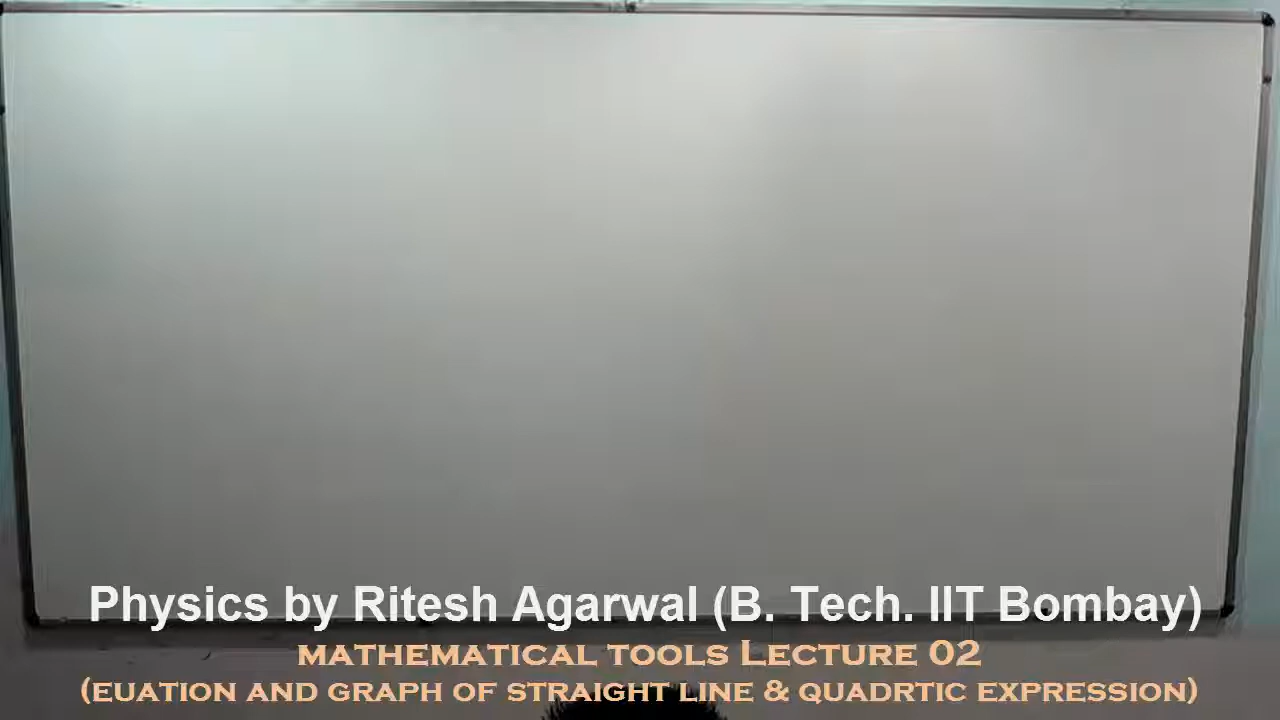 Physics by Ritesh Agarwal (B. Tech. IIT Bombay)
MATHEMATICAL TOOLS LECTURE 02
(EUATION AND GRAPH OF STRAIGHT LINE & QUADRTIC EXPRESSION)